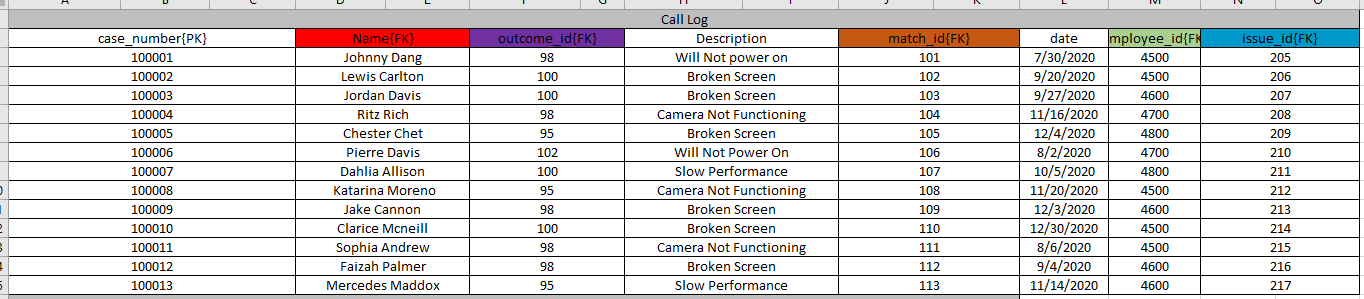 A B C D E F G H I J K L M N O
Call Log
case_number{PK} Name{FK} outcome_id{FK} Description match_id{FK} date mployee_id{FK issue_id{FK}
100001 Johnny Dang 98 Will Not power on 101 7/30/2020 4500 205
100002 Lewis Carlton 100 Broken Screen 102 9/20/2020 4500 206
100003 Jordan Davis 100 Broken Screen 103 9/27/2020 4600 207
100004 Ritz Rich 98 Camera Not Functioning 104 11/16/2020 4700 208
100005 Chester Chet 95 Broken Screen 105 12/4/2020 4800 209
100006 Pierre Davis 102 Will Not Power On 106 8/2/2020 4700 210
100007 Dahlia Allison 100 Slow Performance 107 10/5/2020 4800 211
100008 Katarina Moreno 95 Camera Not Functioning 108 11/20/2020 4500 212
100009 Jake Cannon 98 Broken Screen 109 12/3/2020 4600 213
100010 Clarice Mcneill 100 Broken Screen 110 12/30/2020 4500 214
100011 Sophia Andrew 98 Camera Not Functioning 111 8/6/2020 4500 215
100012 Faizah Palmer 98 Broken Screen 112 9/4/2020 4600 216
100013 Mercedes Maddox 95 Slow Performance 113 11/14/2020 4600 217